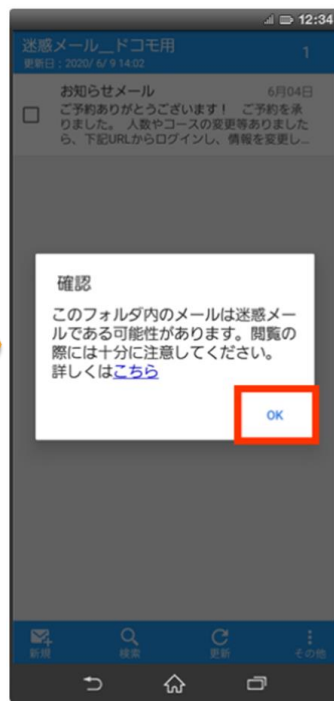 12:34
迷惑メール__ドコモ用 1
更新日：2020/ 6/ 9 14:02
お知らせメール 6月04日
ご予約ありがとうございます！ ご予約を承
りました。 人数やコースの変更等ありました
ら、下記URLからログインし、情報を変更し...
確認
このフォルダ内のメールは迷惑メー
ルである可能性があります。閲覧の
際には十分に注意してください。
詳しくはこちら
OK
新規 検索 更新 その他